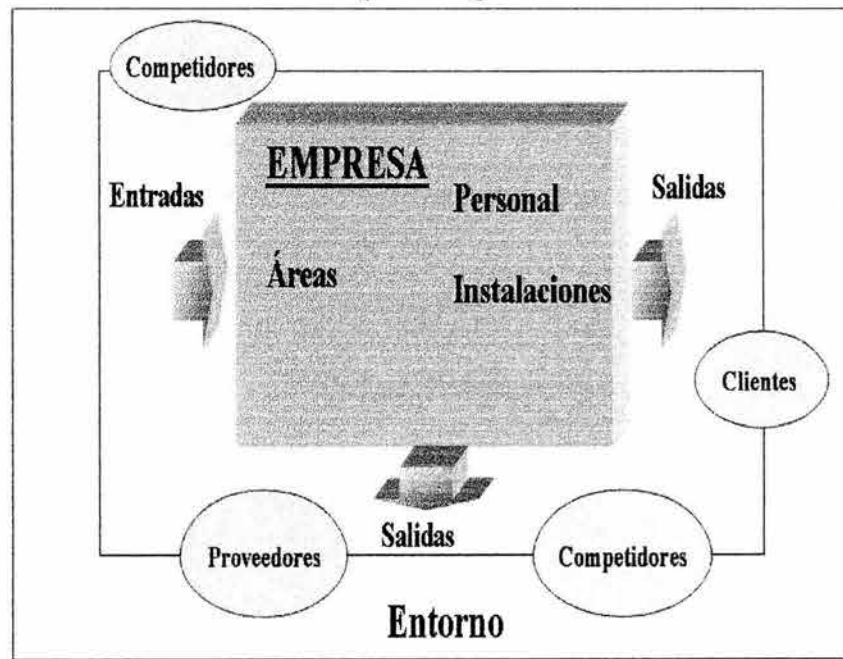 Competidores
EMPRESA
Entradas
Personal
Salidas
Áreas
Instalaciones
Clientes
Salidas
Proveedores
Competidores
Entorno